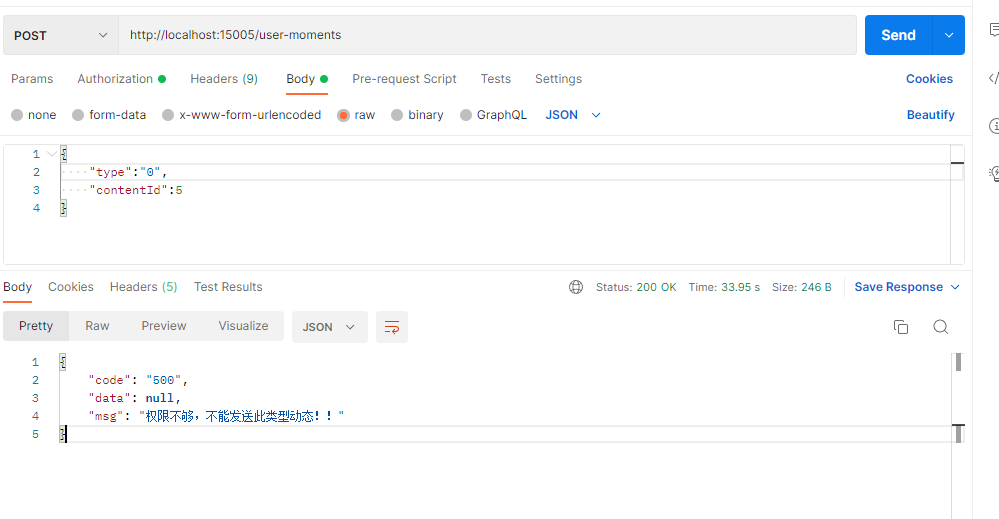 POST http://localhost:15005/user-moments Send
Params Authorization Headers (9) Body Pre-request Script Tests Settings Cookies
none form-data x-www-form-urlencoded raw binary GraphQL JSON Beautify
1 {
2 "type":"0",
3 "contentId":5
4 }
Body Cookies Headers (5) Test Results Status: 200 OK Time: 33.95 s Size: 246 B Save Response
Pretty Raw Preview Visualize JSON
1 {
2 "code": "500",
3 "data": null,
4 "msg": "权限不够，不能发送此类型动态！！"
5 }